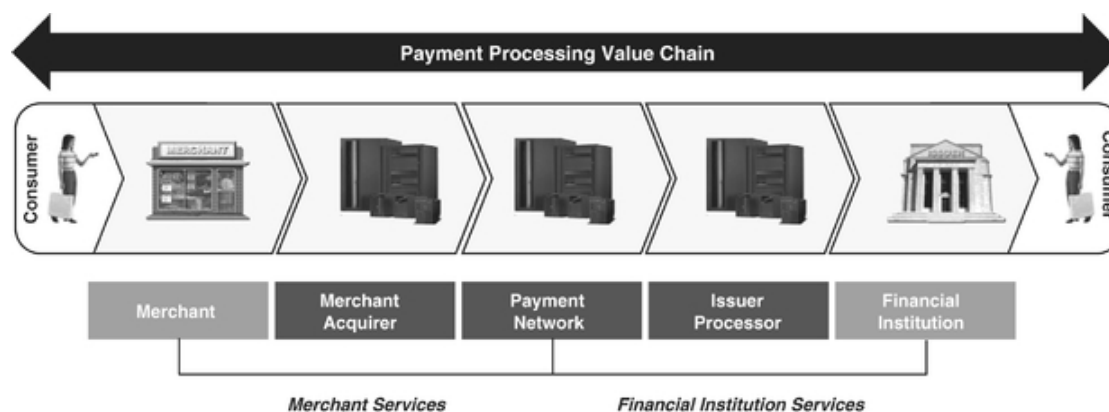 Payment Processing Value Chain
Consumer
MERCHANT
ISSUER
Consumer
Merchant
Merchant
Acquirer
Payment
Network
Issuer
Processor
Financial
Institution
Merchant Services
Financial Institution Services